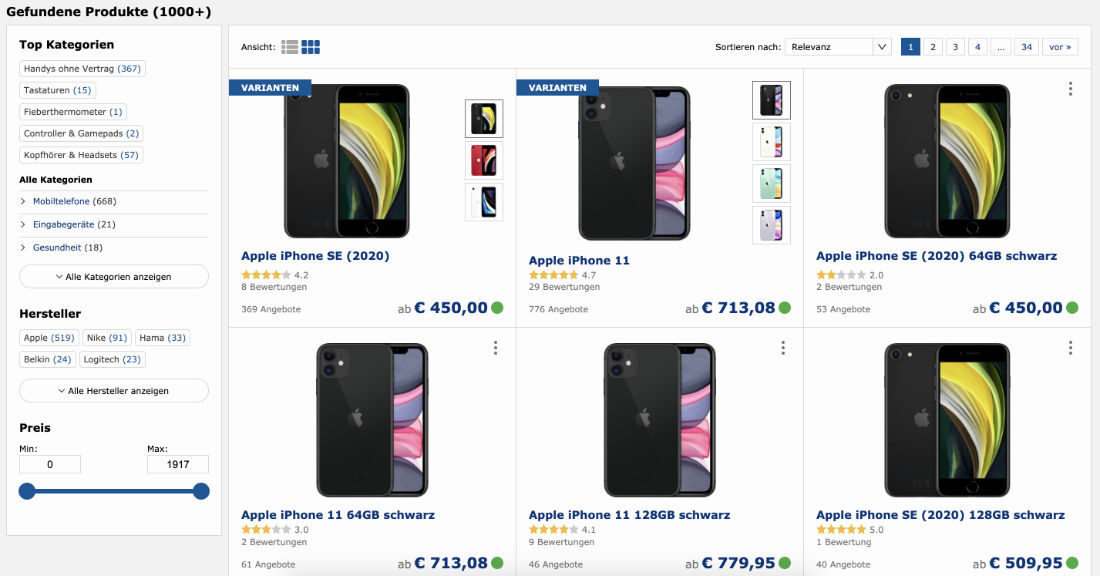 Gefundene Produkte (1000+)
Top Kategorien
Handys ohne Vertrag (367)
Tastaturen (15)
Fieberthermometer (1)
Controller & Gamepads (2)
Kopfhörer & Headsets (57)
Alle Kategorien
Mobiltelefone (668)
Eingabegeräte (21)
Gesundheit (18)
Alle Kategorien anzeigen
Hersteller
Apple (519) Nike (91) Hama (33)
Belkin (24) Logitech (23)
Alle Hersteller anzeigen
Preis
Min: Max:
0 1917
Ansicht: Sortieren nach: Relevanz 1 2 3 4 ... 34 vor »
VARIANTEN
Apple iPhone SE (2020)
4.2
8 Bewertungen
369 Angebote ab € 450,00
VARIANTEN
Apple iPhone 11
4.7
29 Bewertungen
776 Angebote ab € 713,08
Apple iPhone SE (2020) 64GB schwarz
2.0
2 Bewertungen
53 Angebote ab € 450,00
Apple iPhone 11 64GB schwarz
3.0
2 Bewertungen
61 Angebote ab € 713,08
Apple iPhone 11 128GB schwarz
4.1
9 Bewertungen
46 Angebote ab € 779,95
Apple iPhone SE (2020) 128GB schwarz
5.0
1 Bewertung
40 Angebote ab € 509,95